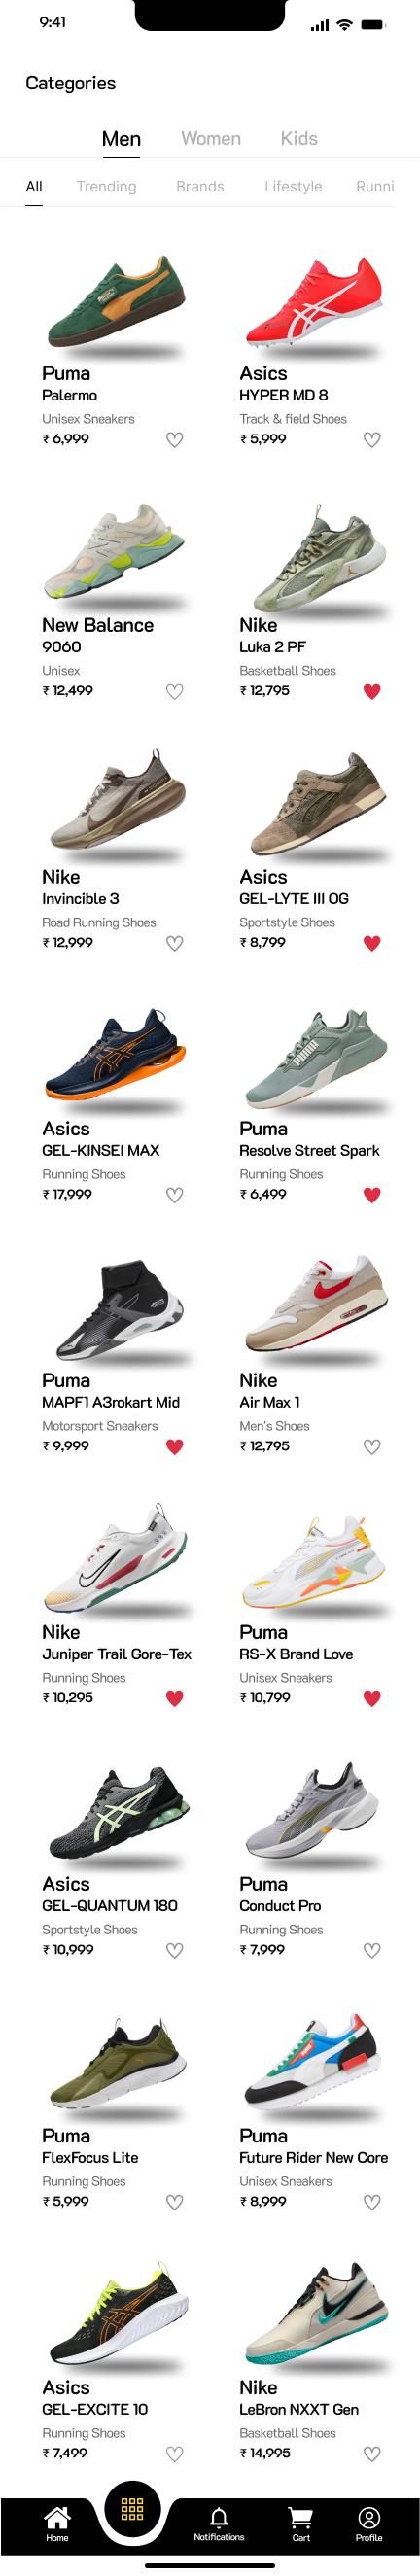 9:41
Categories
Men Women Kids
All Trending Brands Lifestyle Runni
Puma
Palermo
Unisex Sneakers
₹ 6,999
Asics
HYPER MD 8
Track & field Shoes
₹ 5,999
New Balance
9060
Unisex
₹ 12,499
Nike
Luka 2 PF
Basketball Shoes
₹ 12,795
Nike
Invincible 3
Road Running Shoes
₹ 12,999
Asics
GEL-LYTE III OG
Sportstyle Shoes
₹ 8,799
Asics
GEL-KINSEI MAX
Running Shoes
₹ 17,999
PUMA
Puma
Resolve Street Spark
Running Shoes
₹ 6,499
Puma
MAPF1 A3rokart Mid
Motorsport Sneakers
₹ 9,999
Nike
Air Max 1
Men's Shoes
₹ 12,795
Nike
Juniper Trail Gore-Tex
Running Shoes
₹ 10,295
Puma
RS-X Brand Love
Unisex Sneakers
₹ 10,799
Asics
GEL-QUANTUM 180
Sportstyle Shoes
₹ 10,999
Puma
Conduct Pro
Running Shoes
₹ 7,999
Puma
FlexFocus Lite
Running Shoes
₹ 5,999
Puma
Future Rider New Core
Unisex Sneakers
₹ 8,999
Asics
GEL-EXCITE 10
Running Shoes
₹ 7,499
Nike
LeBron NXXT Gen
Basketball Shoes
₹ 14,995
Home Notifications Cart Profile